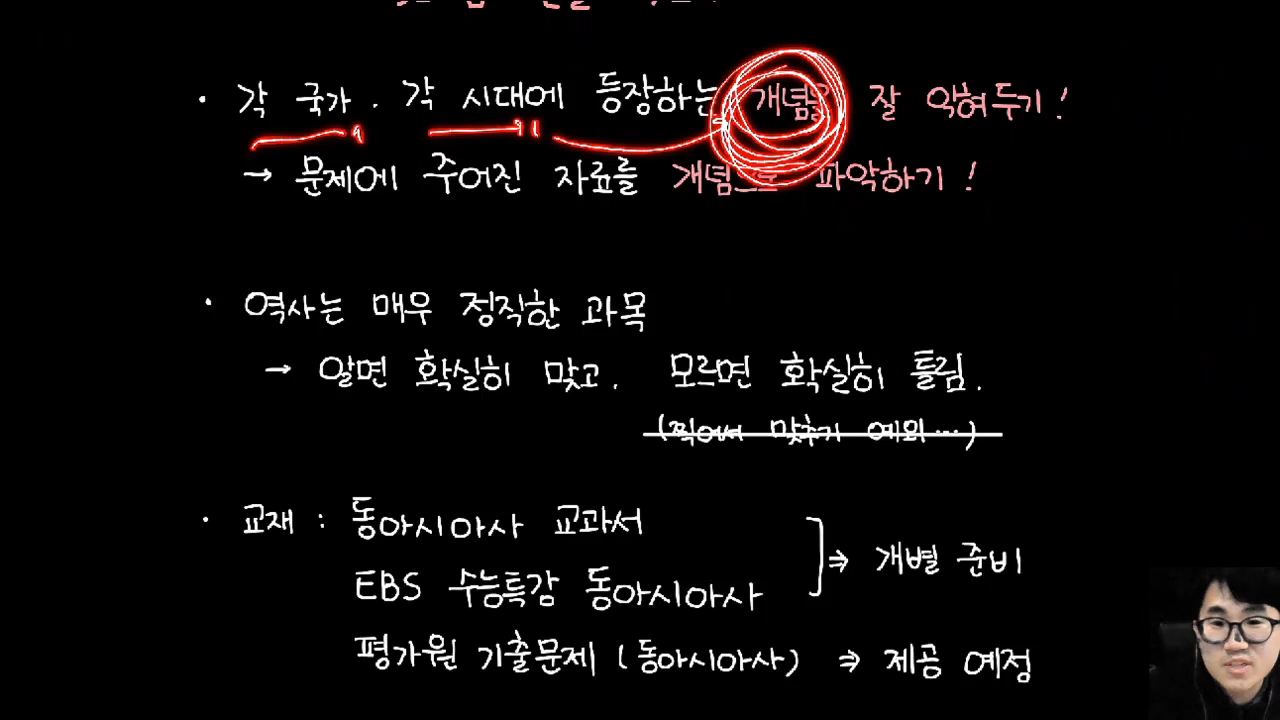 · 각 국가, 각 시대에 등장하는 개념을 잘 익혀두기!
→ 문제에 주어진 자료를 개념으로 파악하기!
· 역사는 매우 정직한 과목
→ 알면 확실히 맞고, 모르면 확실히 틀림.
(찍어서 맞추기 예외…)
· 교재 : 동아시아사 교과서
EBS 수능특강 동아시아사
⇒ 개별 준비
평가원 기출문제 (동아시아사) ⇒ 제공 예정